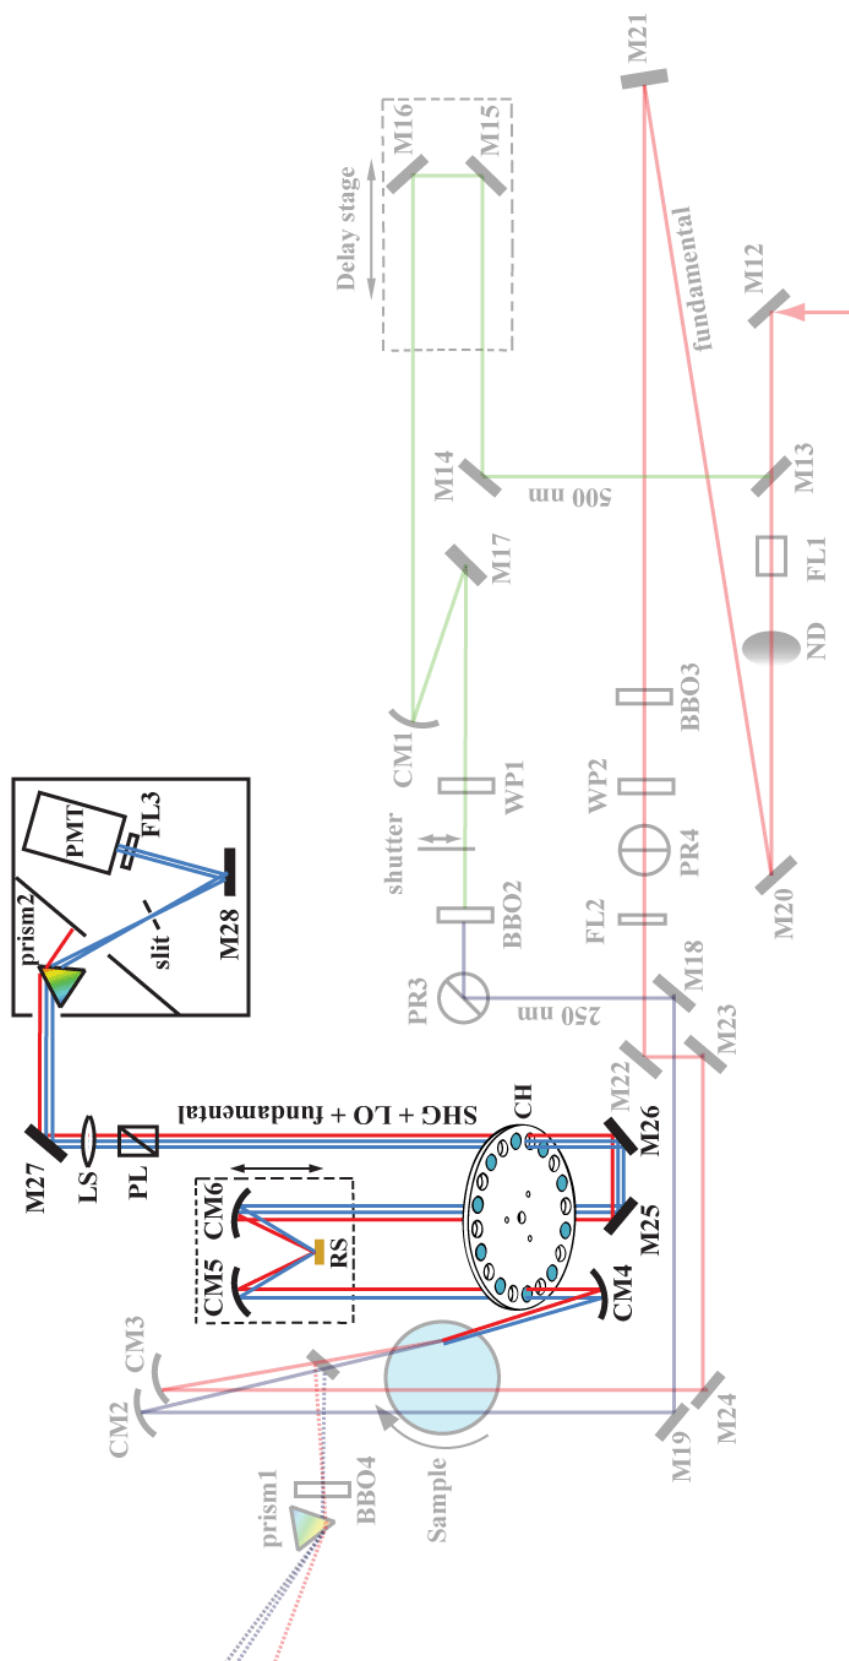 M21
M16
M15
Delay stage
M12
fundamental
M14
500 nm
M13
M17
FL1
ND
CM1
BBO3
WP1
WP2
shutter
PMT
FL3
PR4
prism2
slit
M28
BBO2
FL2
M20
PR3
250 nm
M18
M23
M22
M27
LS
PL
SHG + LO + fundamental
CH
M26
CM6
RS
CM5
M25
CM4
CM3
CM2
M24
M19
Sample
prism1
BBO4